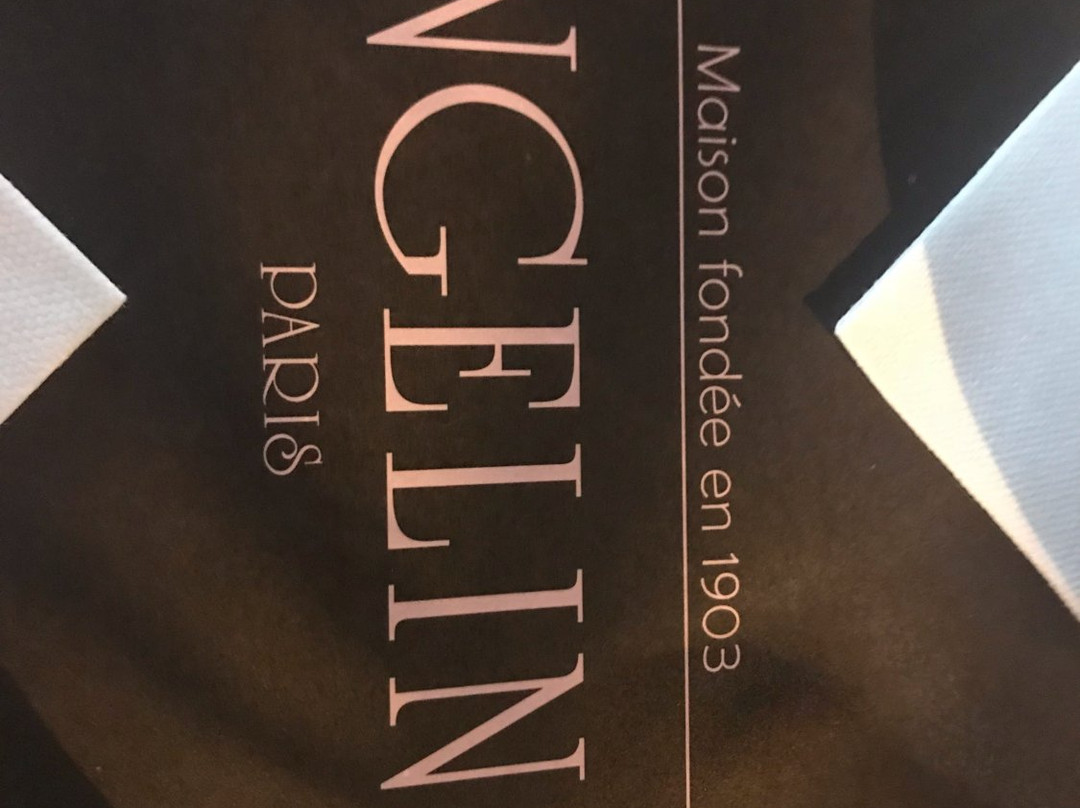 Maison fondée en 1903
NGELIN
PARIS